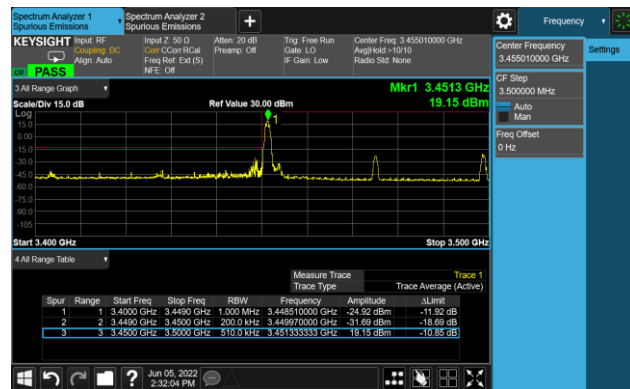 Spectrum Analyzer 1
Spurious Emissions
Spectrum Analyzer 2
Spurious Emissions
Frequency
KEYSIGHT
Input: RF
Coupling: DC
Align: Auto
Input Z: 50 Ω
Corr CCorr RCal
Freq Ref: Ext (S)
NFE: Off
Atten: 20 dB
Preamp: Off
Trig: Free Run
Gate: LO
IF Gain: Low
Center Freq: 3.455010000 GHz
Avg|Hold:>10/10
Radio Std: None
PASS
Center Frequency
3.455010000 GHz
Settings
CF Step
3.500000 MHz
Auto
Man
Freq Offset
0 Hz
3 All Range Graph
Mkr1 3.4513 GHz
Scale/Div 15.0 dB
Ref Value 30.00 dBm
19.15 dBm
Log
15.0
0.00
-15.0
-30.0
-45.0
-60.0
-75.0
-90.0
-105
1
Start 3.400 GHz
Stop 3.500 GHz
4 All Range Table
Measure Trace Trace 1
Trace Type Trace Average (Active)
Spur Range Start Freq Stop Freq RBW Frequency Amplitude ΔLimit
1 1 3.4000 GHz 3.4490 GHz 1.000 MHz 3.448510000 GHz -24.92 dBm -11.92 dB
2 2 3.4490 GHz 3.4500 GHz 200.0 kHz 3.449970000 GHz -31.69 dBm -18.69 dB
3 3 3.4500 GHz 3.5000 GHz 510.0 kHz 3.451333333 GHz 19.15 dBm -10.85 dB
?
Jun 05, 2022
2:32:04 PM